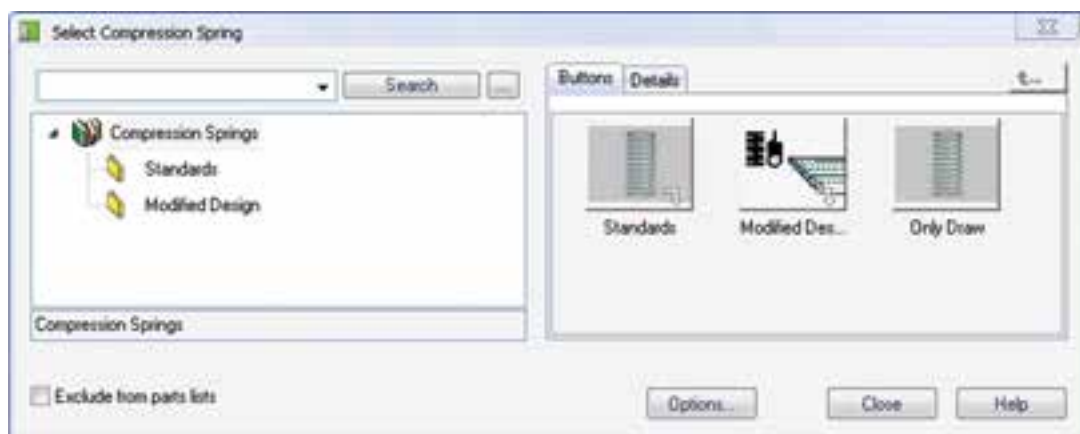 Select Compression Spring
Search
...
Compression Springs
Standards
Modified Design
Compression Springs
Exclude from parts lists
Buttons
Details
t...
Standards
Modified Des...
Only Draw
Options...
Close
Help